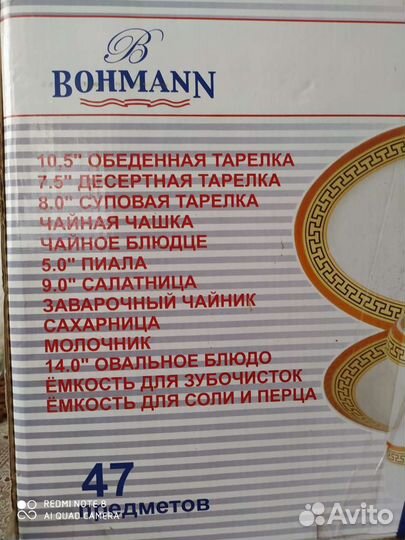 B
BOHMANN
10.5" ОБЕДЕННАЯ ТАРЕЛКА
7.5" ДЕСЕРТНАЯ ТАРЕЛКА
8.0" СУПОВАЯ ТАРЕЛКА
ЧАЙНАЯ ЧАШКА
ЧАЙНОЕ БЛЮДЦЕ
5.0" ПИАЛА
9.0" САЛАТНИЦА
ЗАВАРОЧНЫЙ ЧАЙНИК
САХАРНИЦА
МОЛОЧНИК
14.0" ОВАЛЬНОЕ БЛЮДО
ЁМКОСТЬ ДЛЯ ЗУБОЧИСТОК
ЁМКОСТЬ ДЛЯ СОЛИ И ПЕРЦА
47
предметов
REDMI NOTE 8
AI QUAD CAMERA
Avito